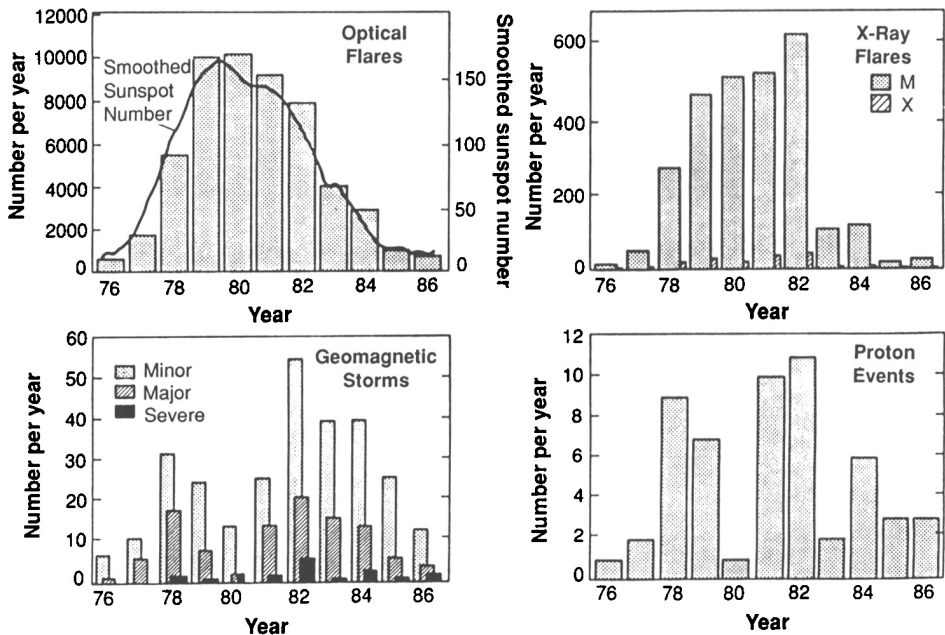 12000
10000
8000
6000
4000
2000
0
Number per year
Optical
Flares
Smoothed
Sunspot
Number
150
100
50
0
Smoothed sunspot number
76 78 80 82 84 86
Year
600
400
200
0
Number per year
X-Ray
Flares
M
X
76 78 80 82 84 86
Year
60
50
40
30
20
10
0
Number per year
Minor
Major
Severe
Geomagnetic
Storms
76 78 80 82 84 86
Year
12
10
8
6
4
2
0
Number per year
Proton
Events
76 78 80 82 84 86
Year